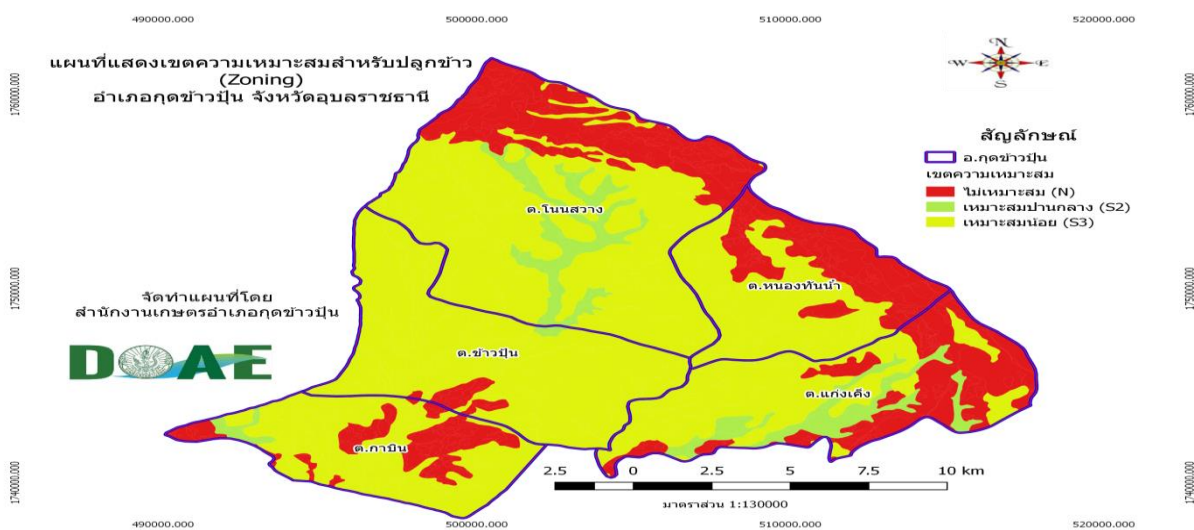 490000.000
500000.000
510000.000
520000.000
แผนที่แสดงเขตความเหมาะสมสำหรับปลูกข้าว
(Zoning)
อำเภอกุดข้าวปุ้น จังหวัดอุบลราชธานี
N
W
E
S
1760000.000
1760000.000
สัญลักษณ์
อ.กุดข้าวปุ้น
เขตความเหมาะสม
ไม่เหมาะสม (N)
เหมาะสมปานกลาง (S2)
เหมาะสมน้อย (S3)
ต.โนนสวาง
ต.หนองทันน้ำ
1750000.000
1750000.000
จัดทำแผนที่โดย
สำนักงานเกษตรอำเภอกุดข้าวปุ้น
DOAE
ต.ข้าวปุ้น
ต.แก่งเค็ง
ต.กาบิน
2.5 0 2.5 5 7.5 10 km
มาตราส่วน 1:130000
1740000.000
1740000.000
490000.000
500000.000
510000.000
520000.000